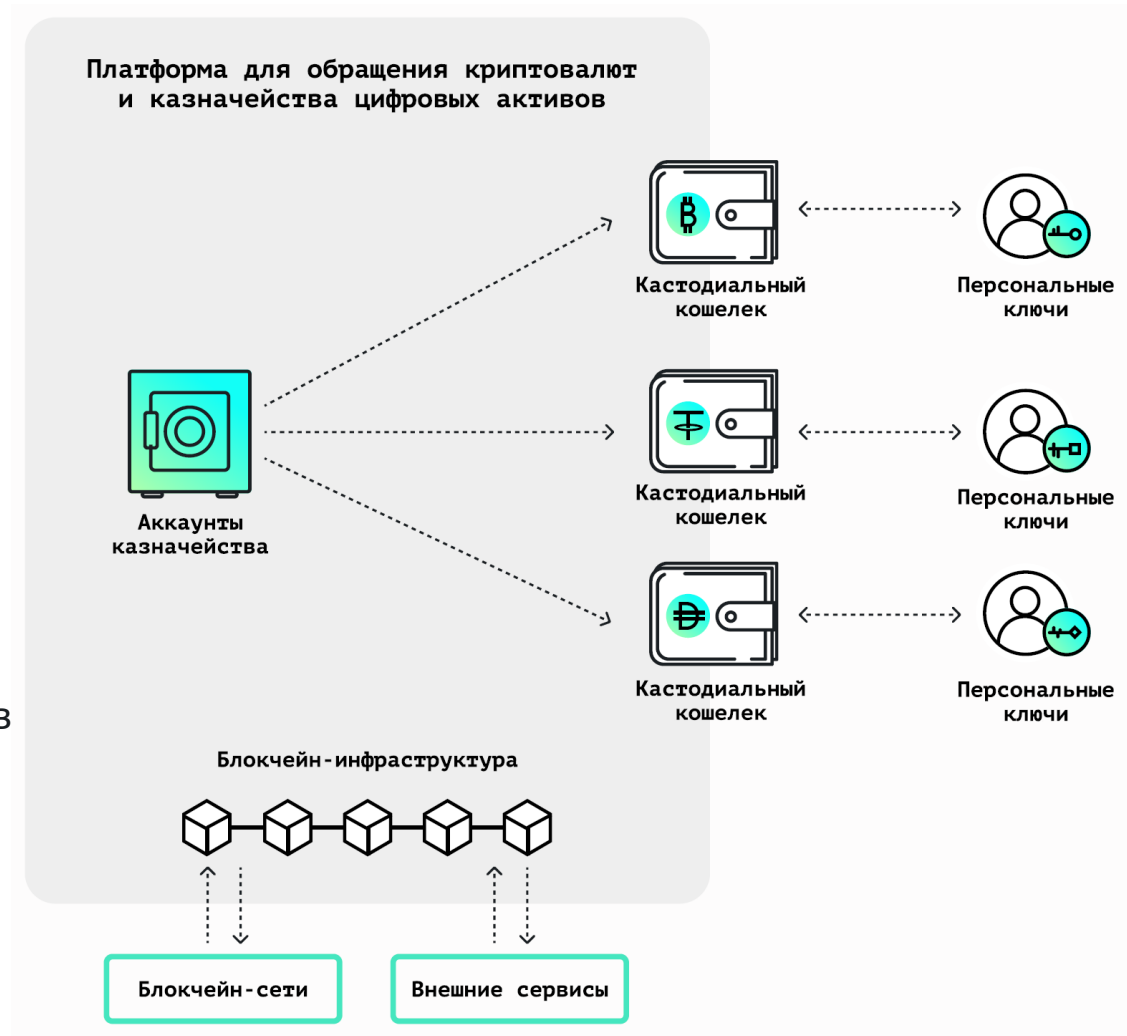 Платформа для обращения криптовалют
и казначейства цифровых активов
Кастодиальный
кошелек
Персональные
ключи
Аккаунты
казначейства
Кастодиальный
кошелек
Персональные
ключи
Кастодиальный
кошелек
Персональные
ключи
в
Блокчейн-инфраструктура
Блокчейн-сети
Внешние сервисы